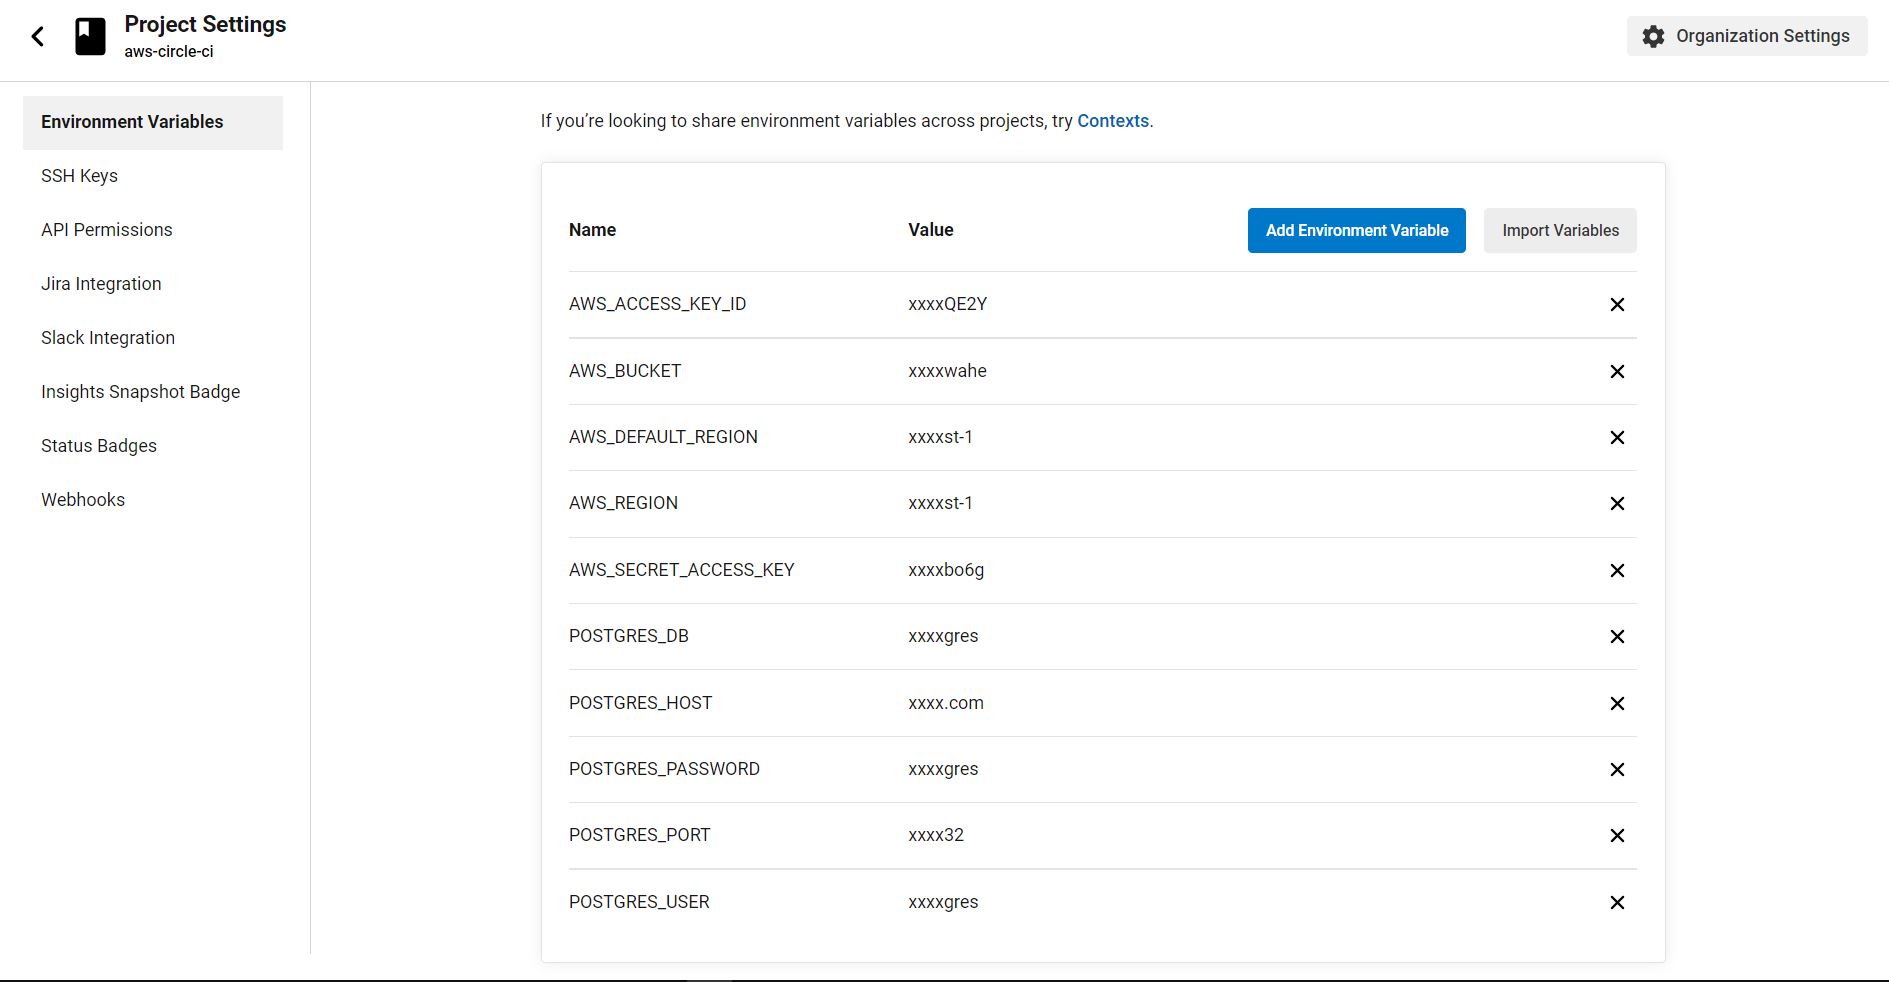 Project Settings
aws-circle-ci
Organization Settings
Environment Variables
SSH Keys
API Permissions
Jira Integration
Slack Integration
Insights Snapshot Badge
Status Badges
Webhooks
If you’re looking to share environment variables across projects, try Contexts.
Name Value Add Environment Variable Import Variables
AWS_ACCESS_KEY_ID xxxxQE2Y
AWS_BUCKET xxxxwahe
AWS_DEFAULT_REGION xxxxst-1
AWS_REGION xxxxst-1
AWS_SECRET_ACCESS_KEY xxxxbo6g
POSTGRES_DB xxxxgres
POSTGRES_HOST xxxx.com
POSTGRES_PASSWORD xxxxgres
POSTGRES_PORT xxxx32
POSTGRES_USER xxxxgres